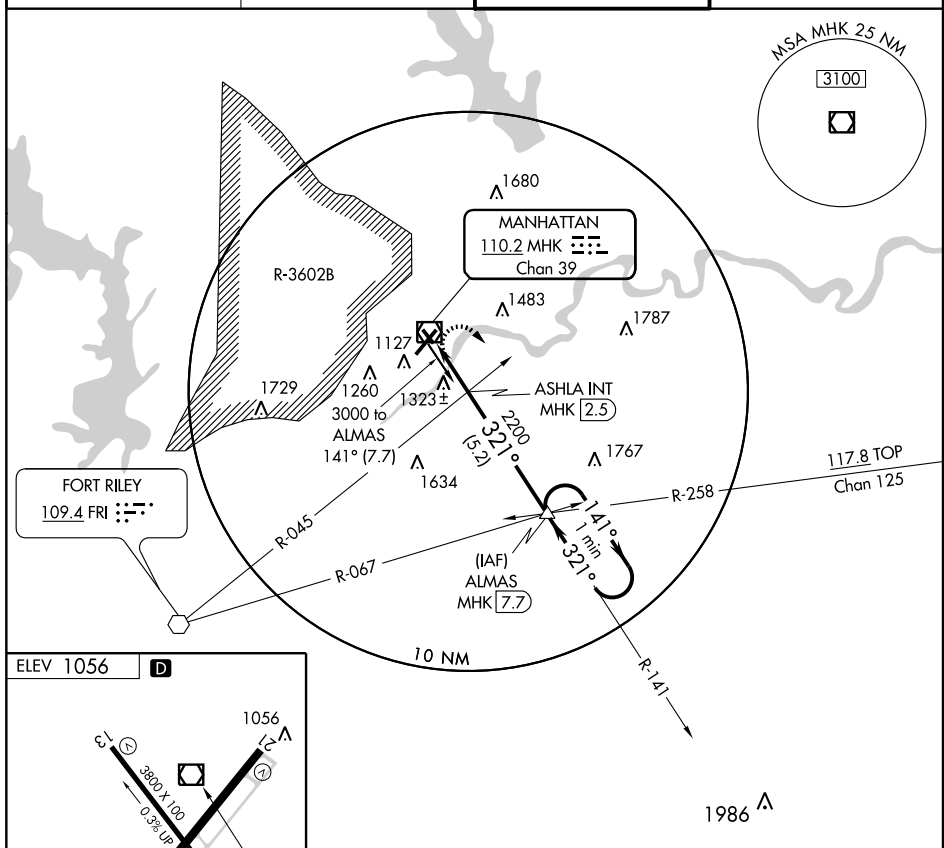 MSA MHK 25 NM
3100
1680
MANHATTAN
110.2 MHK
Chan 39
R-3602B
1483
1787
1127
1729
1260
1323 ±
ASHLA INT
MHK 2.5
3000 to
ALMAS
141° (7.7)
2200
321°
(5.2)
1767
1634
117.8 TOP
Chan 125
FORT RILEY
109.4 FRI
R-258
R-045
141°
1 min
321°
R-067
(IAF)
ALMAS
MHK 7.7
10 NM
R-141
ELEV 1056
D
1056
13
V
21
V
3800 X 100
0.3% UP
1986